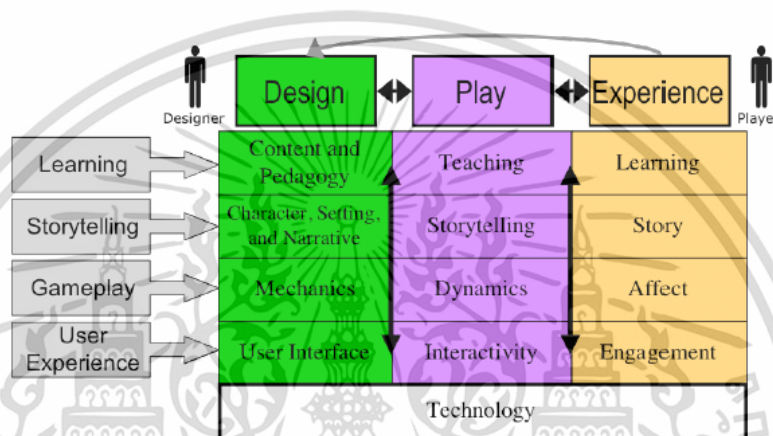 Design
Play
Experience
Designer
Playe
Learning
Content and
Pedagogy
Teaching
Learning
Storytelling
Character, Setting,
and Narrative
Storytelling
Story
Gameplay
Mechanics
Dynamics
Affect
User
Experience
User Interface
Interactivity
Engagement
Technology